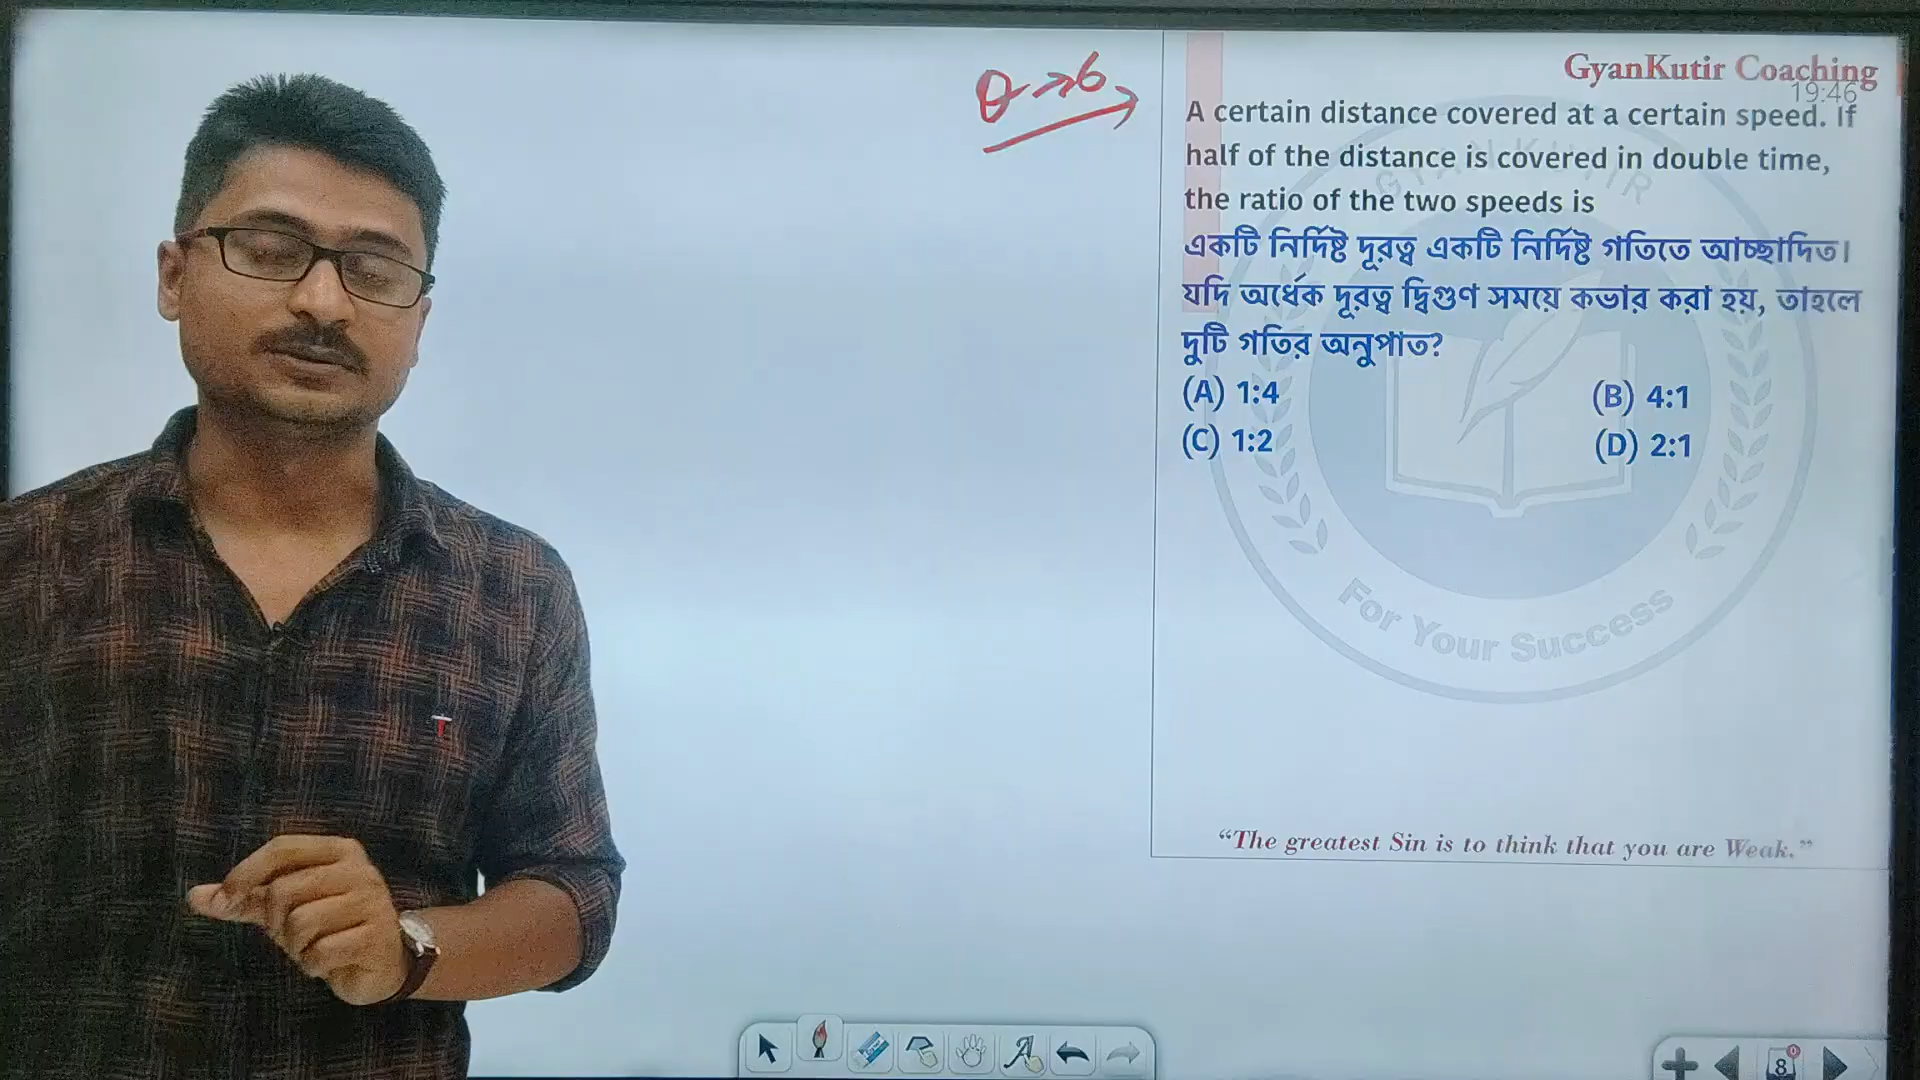 θ → 6
GyanKutir Coaching
19:46
A certain distance covered at a certain speed. If
half of the distance is covered in double time,
the ratio of the two speeds is
একটি নির্দিষ্ট দূরত্ব একটি নির্দিষ্ট গতিতে আচ্ছাদিত।
যদি অর্ধেক দূরত্ব দ্বিগুণ সময়ে কভার করা হয়, তাহলে
দুটি গতির অনুপাত?
(A) 1:4 (B) 4:1
(C) 1:2 (D) 2:1
GYANKUTIR
For Your Success
“The greatest Sin is to think that you are Weak.”
8
0